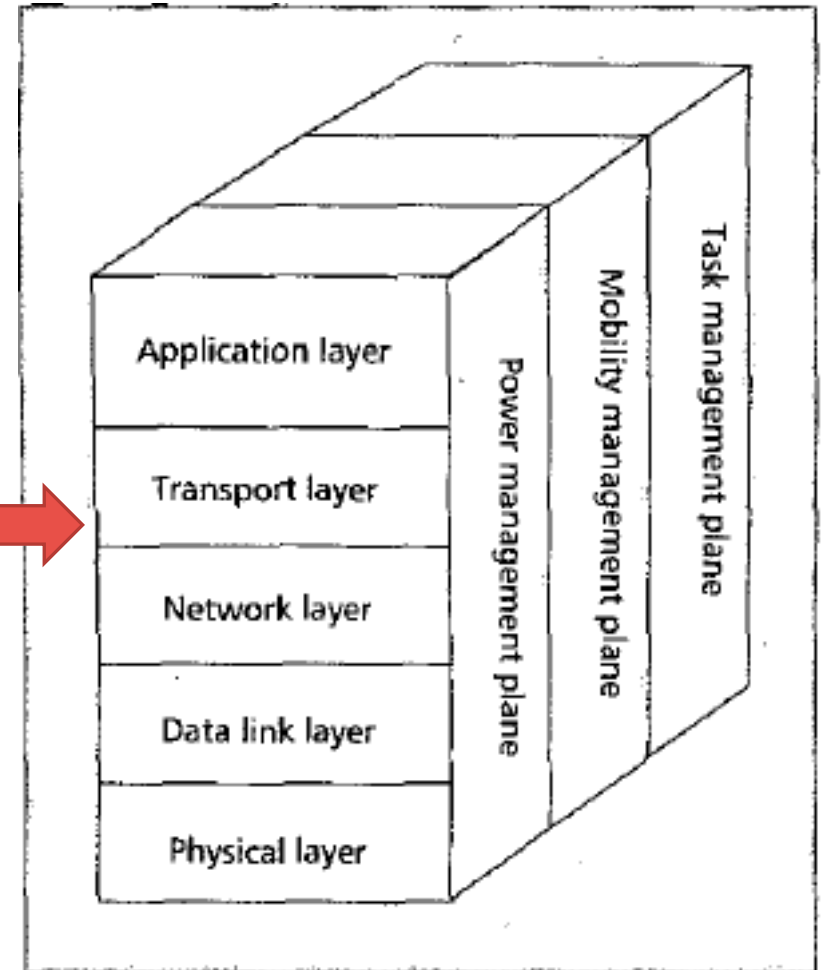 Application layer
Transport layer
Network layer
Data link layer
Physical layer
Power management plane
Mobility management plane
Task management plane